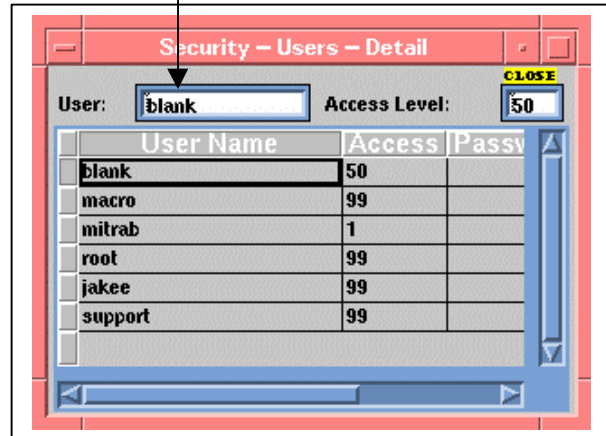 Security – Users – Detail
CLOSE
User: blank Access Level: 50
User Name Access Passw
blank 50
macro 99
mitrab 1
root 99
jakee 99
support 99